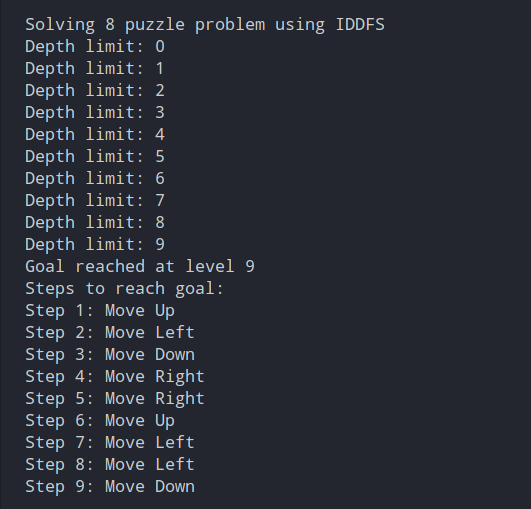 Solving 8 puzzle problem using IDDFS
Depth limit: 0
Depth limit: 1
Depth limit: 2
Depth limit: 3
Depth limit: 4
Depth limit: 5
Depth limit: 6
Depth limit: 7
Depth limit: 8
Depth limit: 9
Goal reached at level 9
Steps to reach goal:
Step 1: Move Up
Step 2: Move Left
Step 3: Move Down
Step 4: Move Right
Step 5: Move Right
Step 6: Move Up
Step 7: Move Left
Step 8: Move Left
Step 9: Move Down